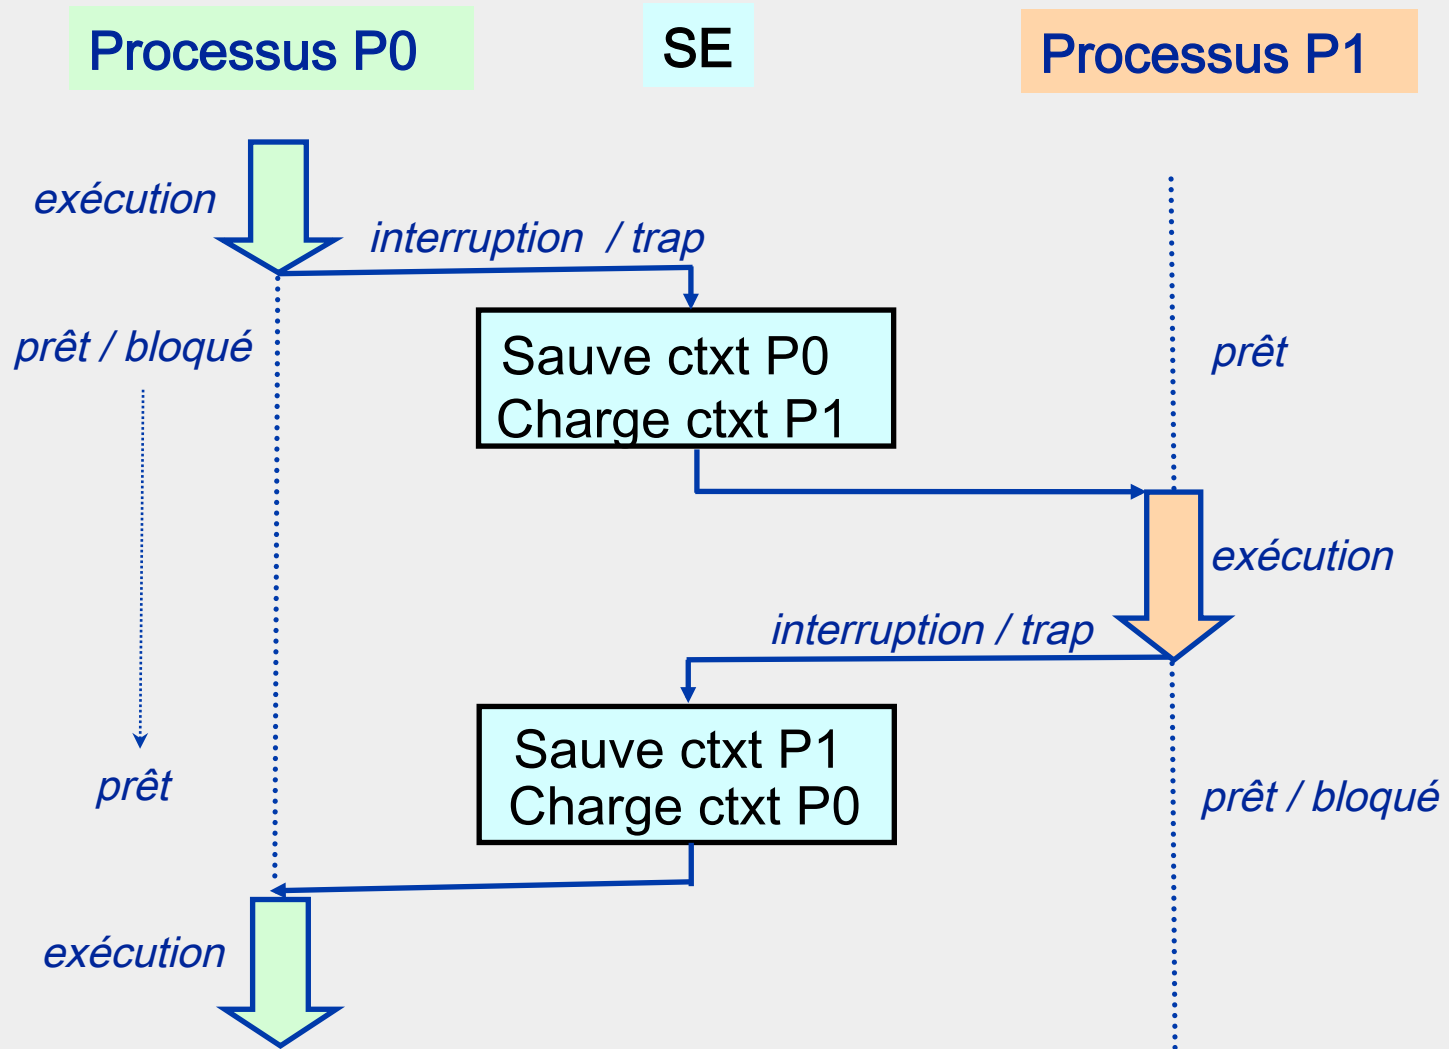 Processus P0
SE
Processus P1
exécution
interruption / trap
prêt / bloqué
Sauve ctxt P0
Charge ctxt P1
prêt
exécution
interruption / trap
Sauve ctxt P1
Charge ctxt P0
prêt
prêt / bloqué
exécution